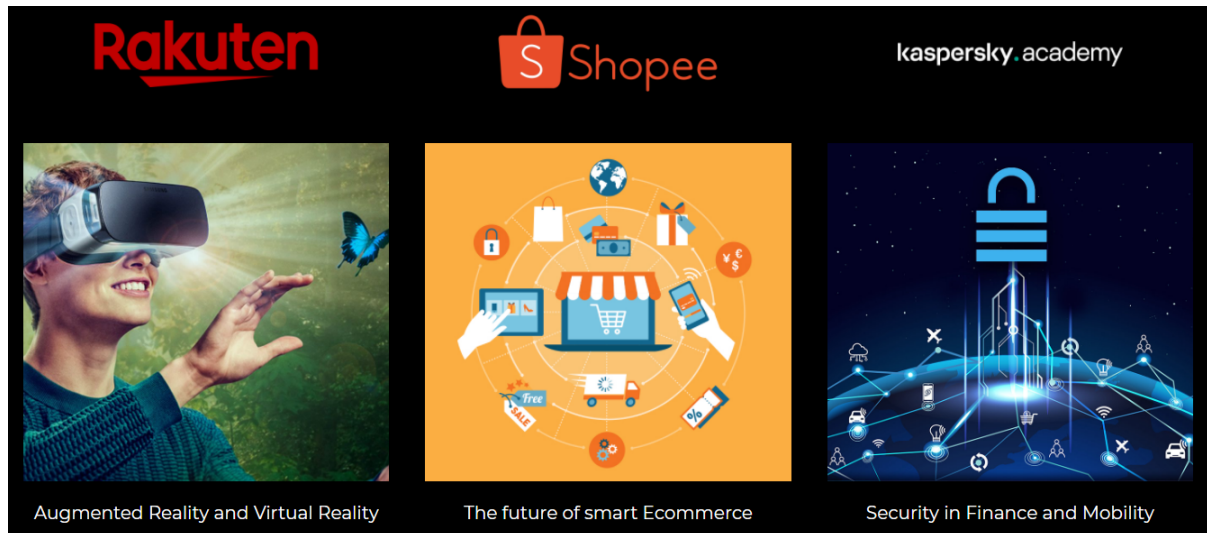 Rakuten
S Shopee
kaspersky.academy
¥ €
$
Free
SALE
%
Augmented Reality and Virtual Reality
The future of smart Ecommerce
Security in Finance and Mobility